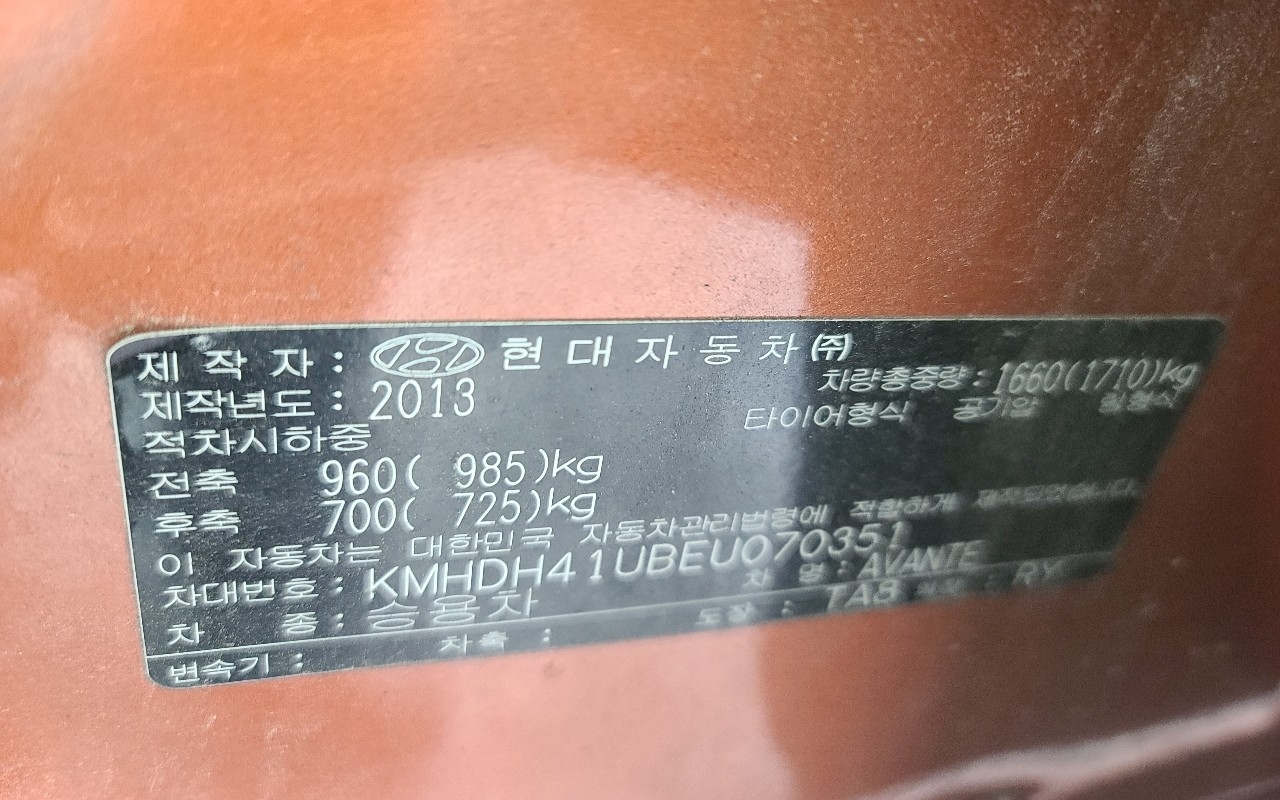 제 작 자 : 현 대 자 동 차 ㈜
제작년도 : 2013 차량총중량 : 1660(1710)kg
적차시하중 타이어형식 공기압 림형식
전축 960( 985)kg
후축 700( 725)kg
이 자동차는 대한민국 자동차관리법령에 적합하게 제작되었습니다.
차대번호 : KMHDH41UBEU070351
차 종 : 승용차 차 명 : AVANTE
변속기 : 차축 : 도장 : TA8 : RY